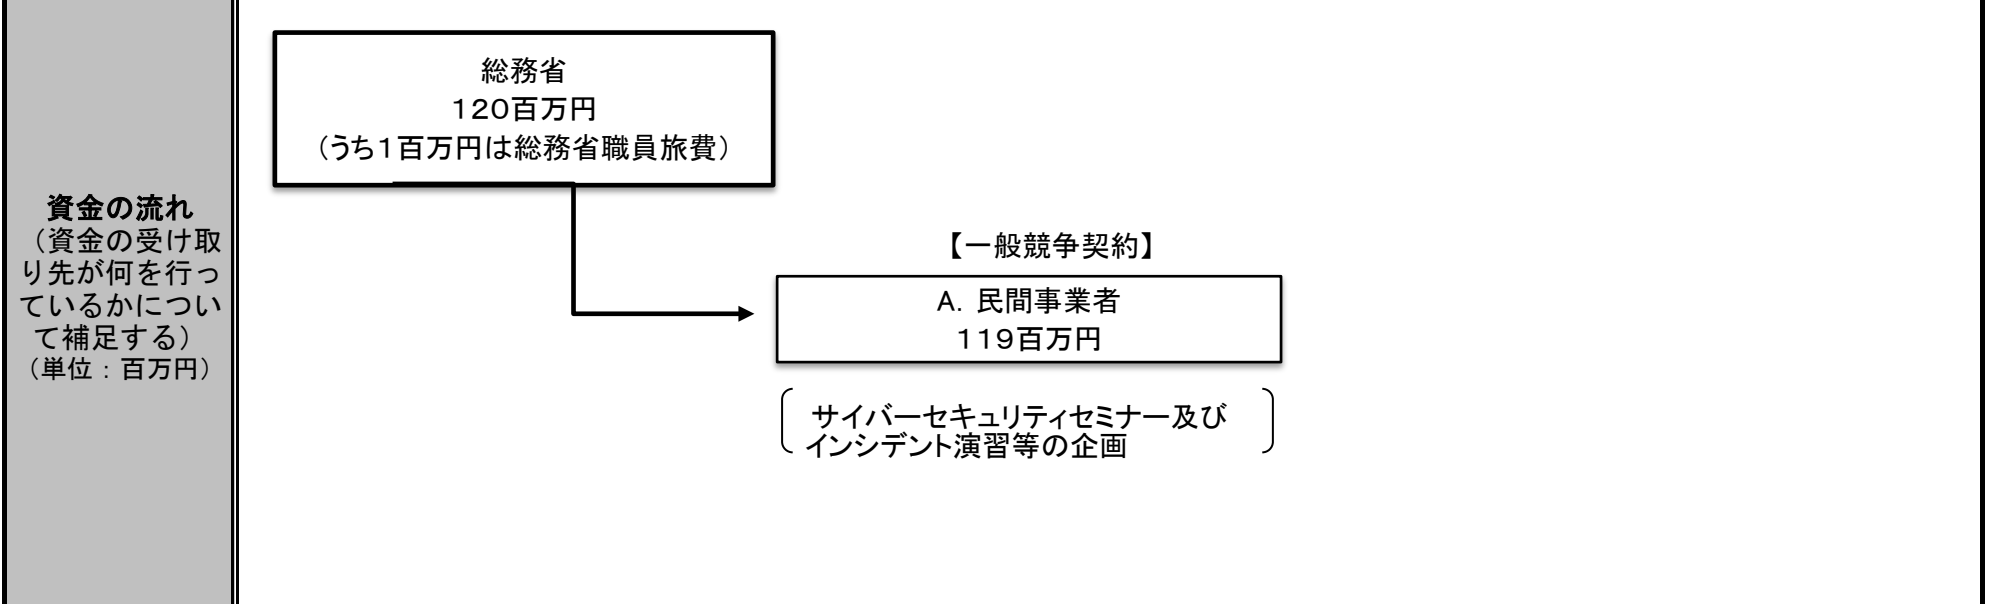 資金の流れ
（資金の受け取
り先が何を行っ
ているかについ
て補足する）
（単位：百万円）
総務省
１２０百万円
（うち１百万円は総務省職員旅費）
【一般競争契約】
Ａ．民間事業者
１１９百万円
サイバーセキュリティセミナー及び
インシデント演習等の企画